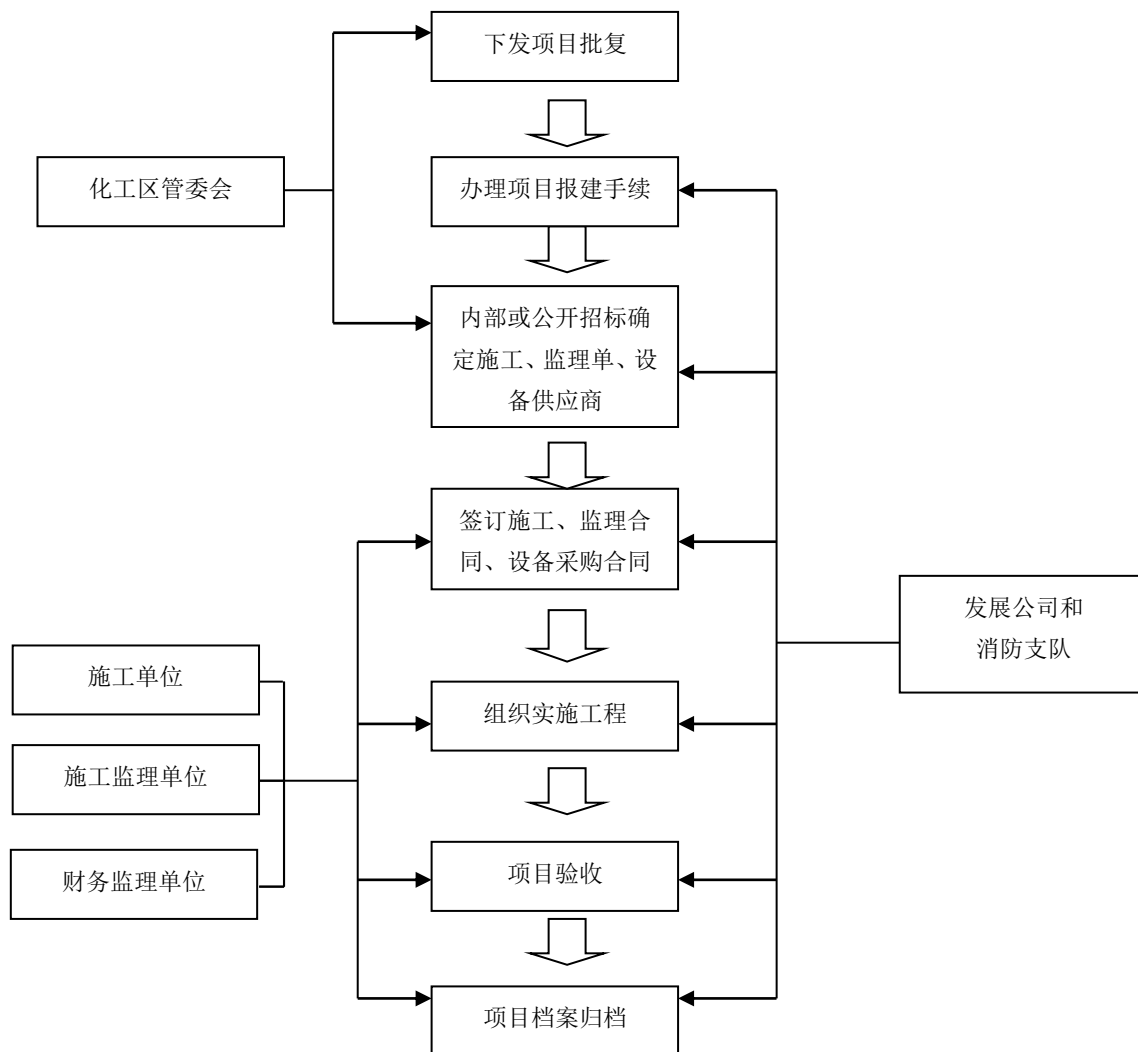 下发项目批复
化工区管委会
办理项目报建手续
内部或公开招标确
定施工、监理单、设
备供应商
签订施工、监理合
同、设备采购合同
发展公司和
消防支队
施工单位
组织实施工程
施工监理单位
项目验收
财务监理单位
项目档案归档